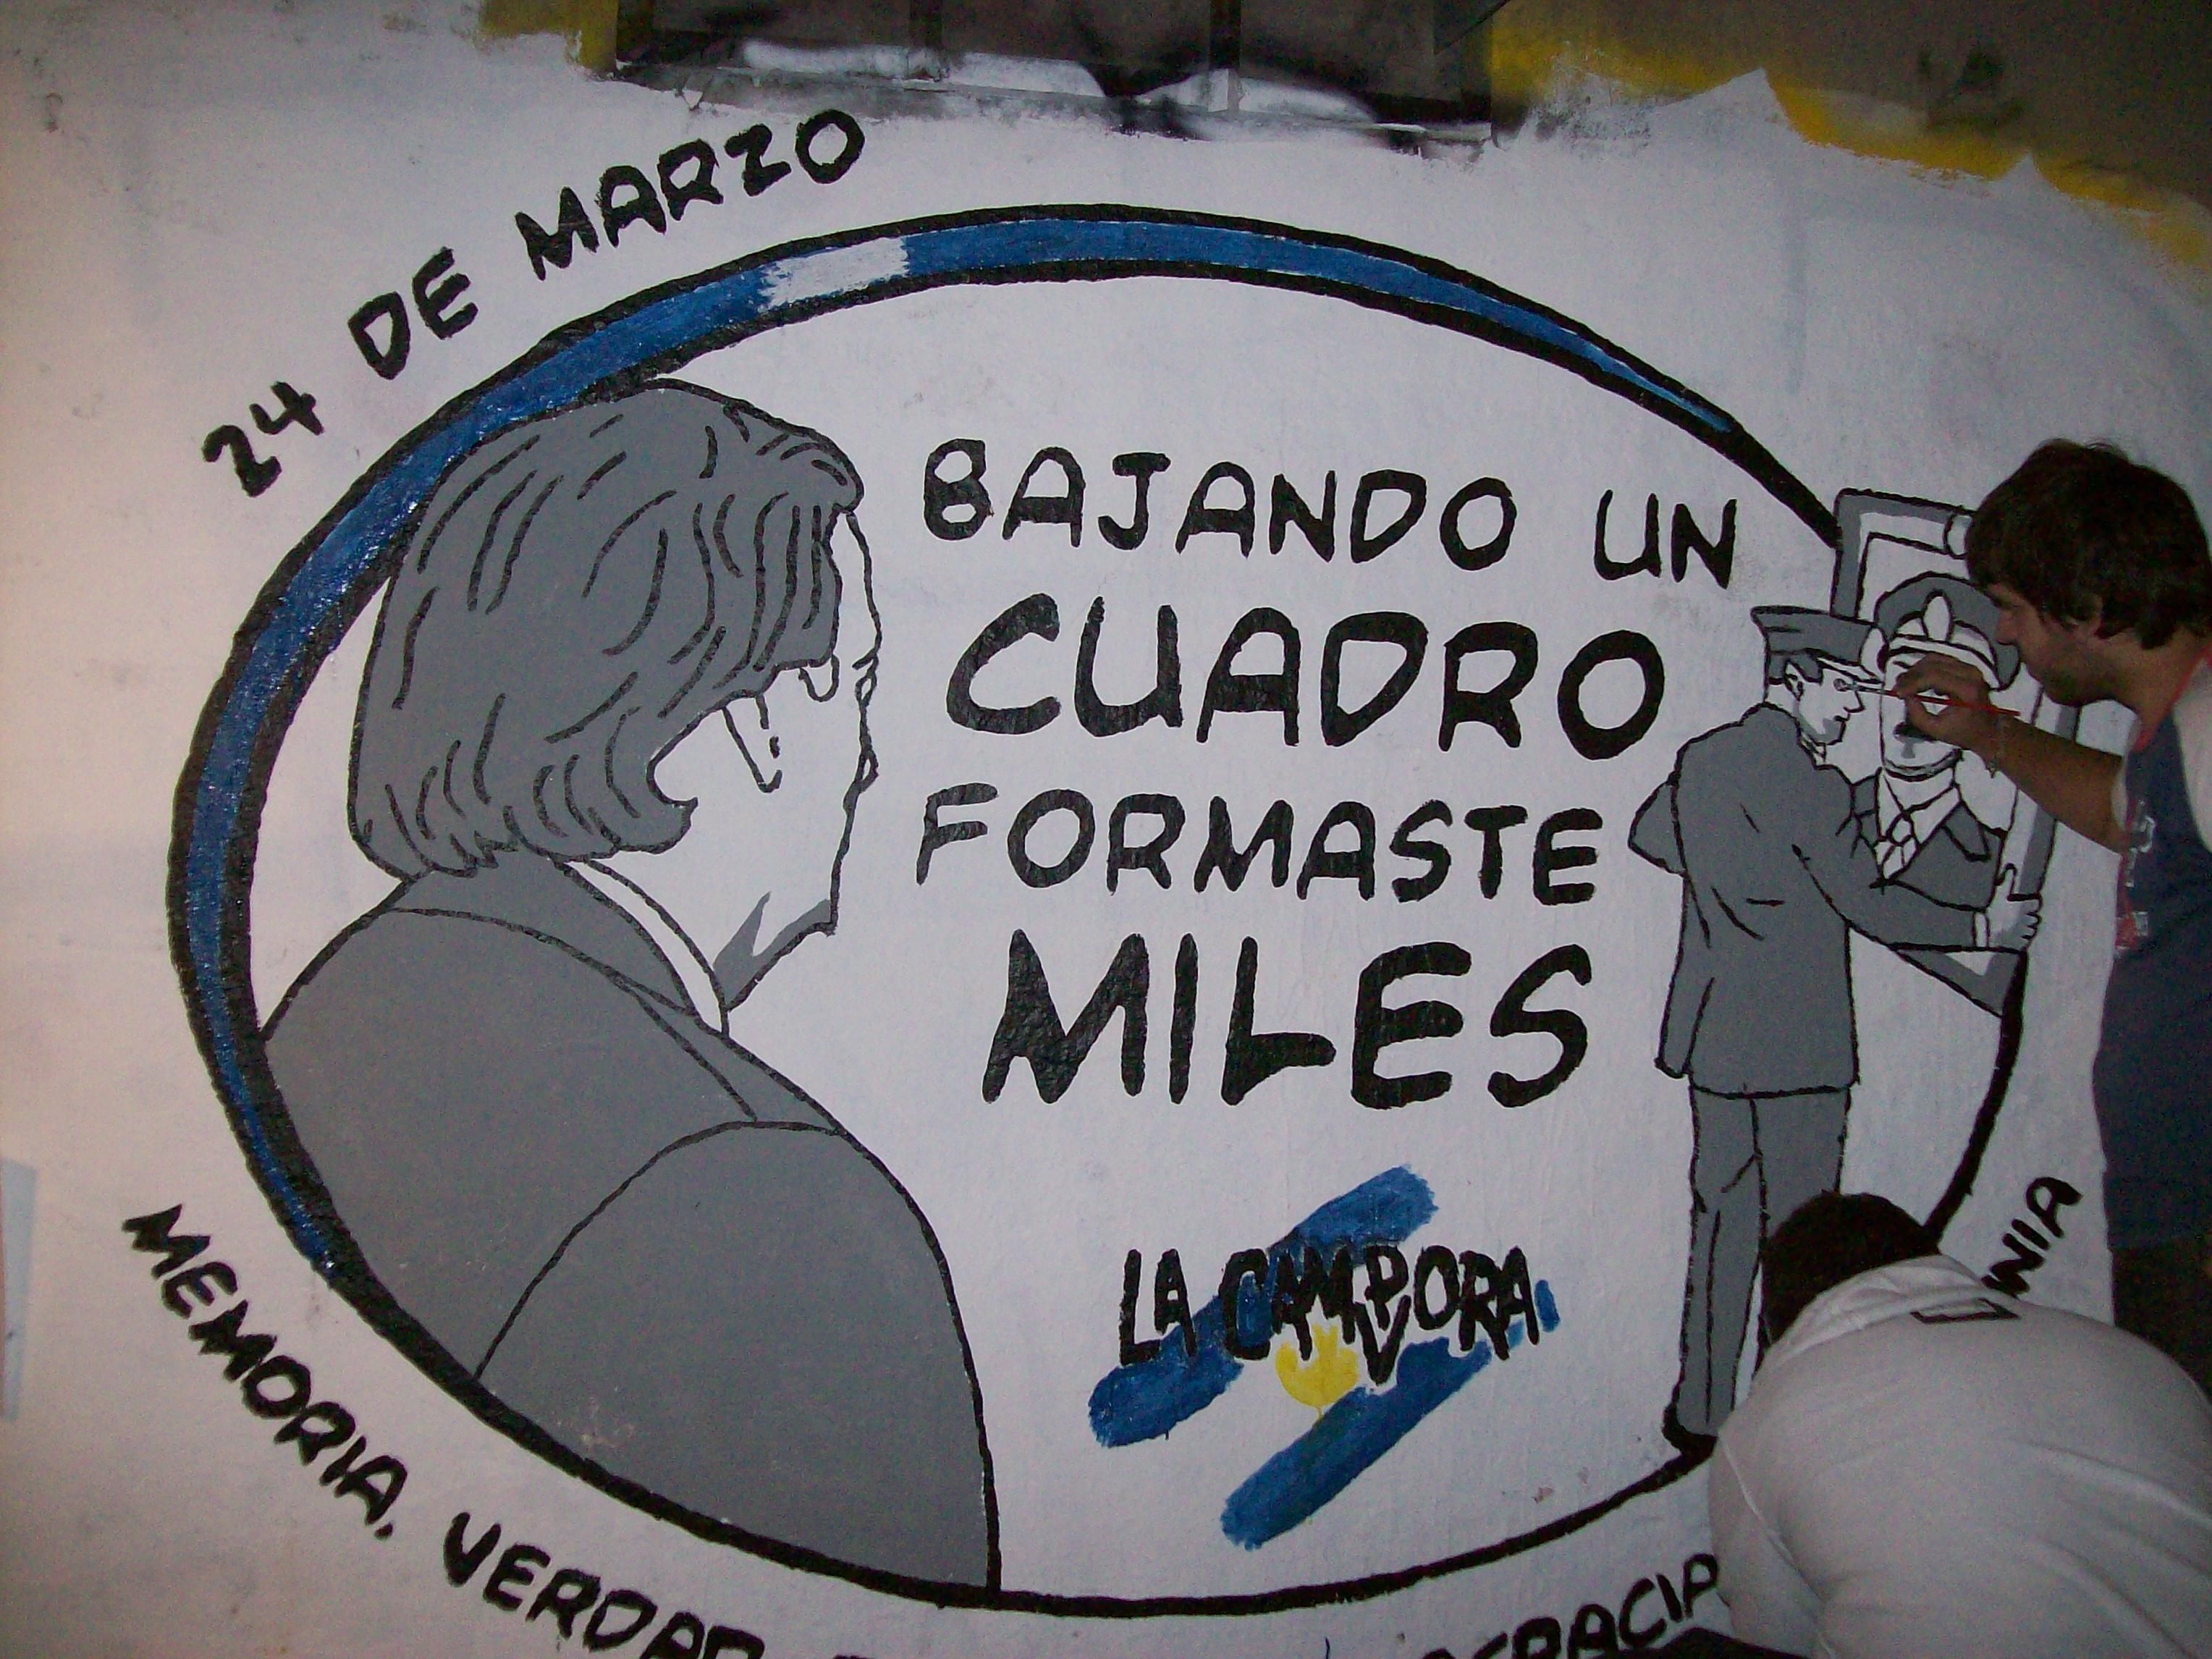 24 DE MARZO
BAJANDO UN
CUADRO
FORMASTE
MILES
LA CAMPORA
MEMORIA, VERDAD